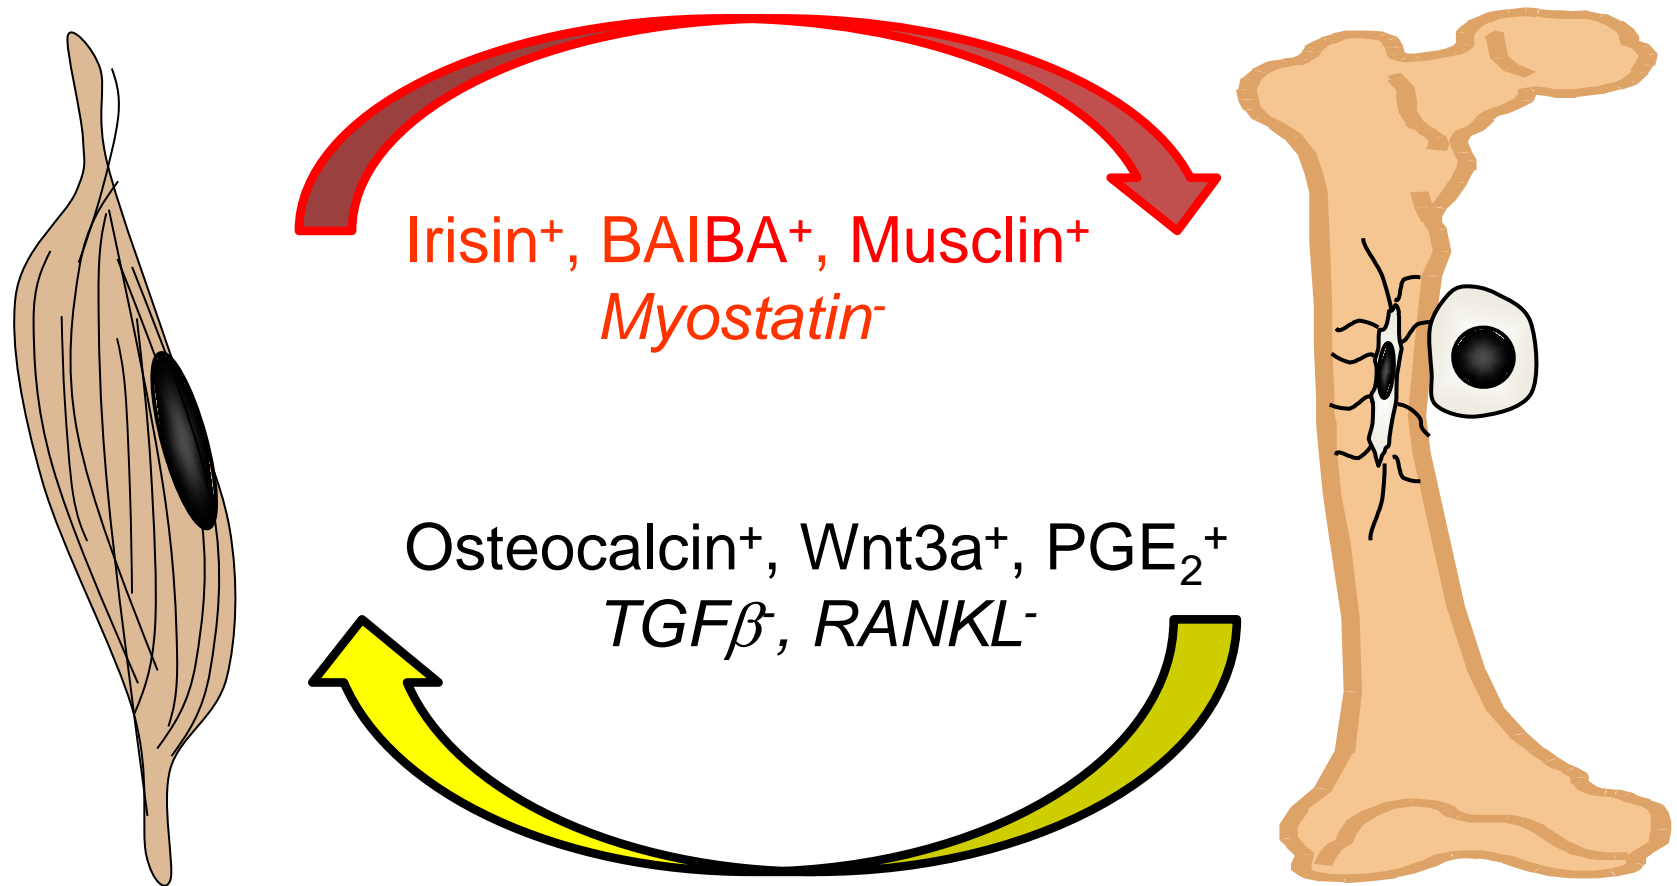 Irisin⁺, BAIBA⁺, Musclin⁺
Myostatin⁻
Osteocalcin⁺, Wnt3a⁺, PGE₂⁺
TGFβ⁻, RANKL⁻